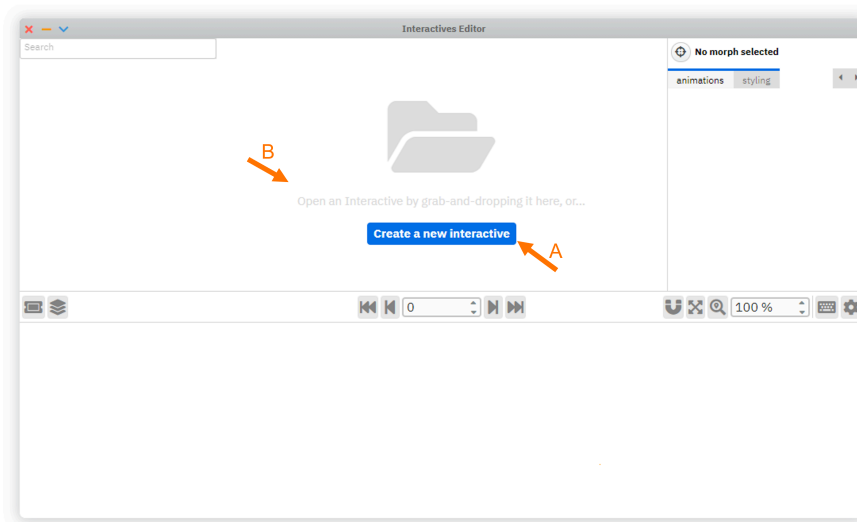 Interactives Editor
Search
No morph selected
animations styling
B
Open an Interactive by grab-and-dropping it here, or...
Create a new interactive
A
0
100 %